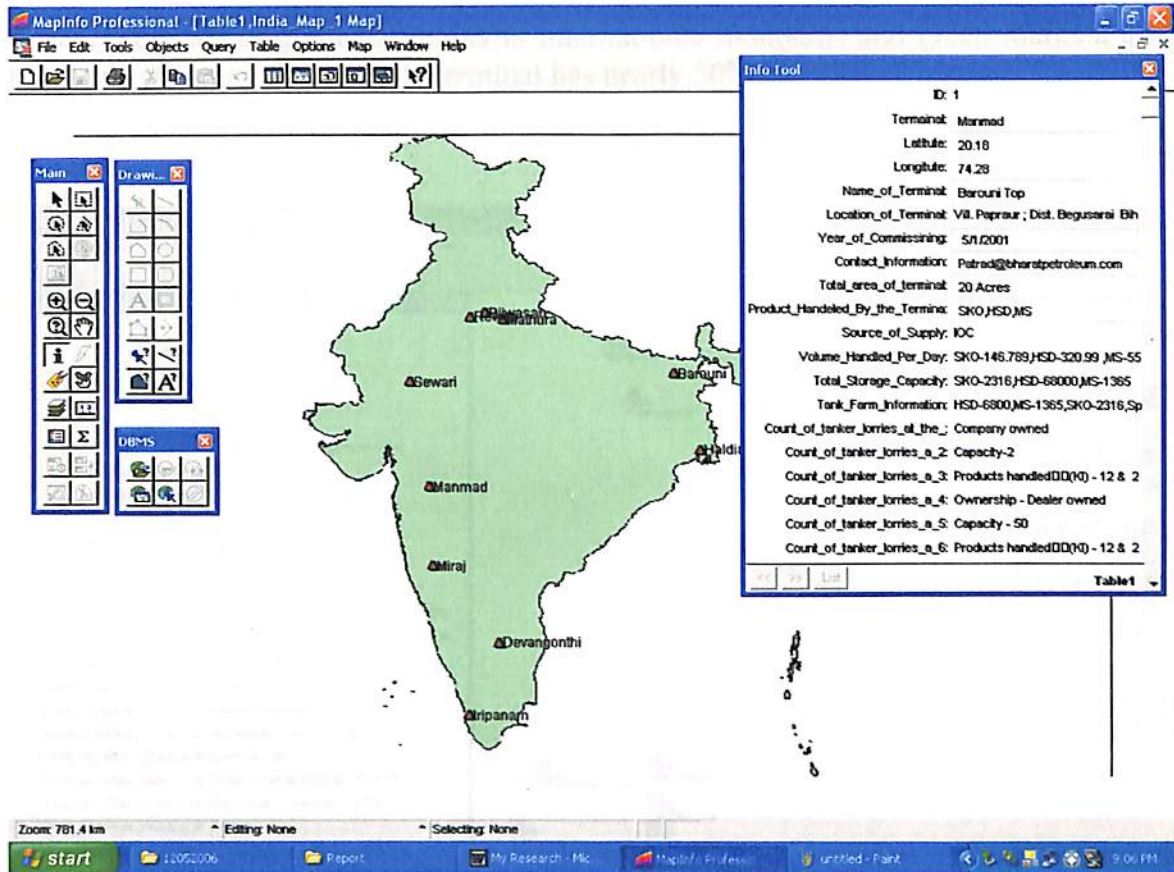 MapInfo Professional - [Table1,India_Map_1 Map]
File Edit Tools Objects Query Table Options Map Window Help
Main
Drawi...
DBMS
Bijwasan
Mathura
Sewari
Barouni
Haldia
Manmad
Miraj
Devangonthi
Iripanam
Info Tool
ID: 1
Termainal: Manmad
Latitute: 20.18
Longitute: 74.28
Name_of_Terminal: Barouni Top
Location_of_Terminal: Vill. Papraur ; Dist. Begusarai Bih
Year_of_Commissining: 5/1/2001
Contact_Information: Patrad@bharatpetroleum.com
Total_area_of_terminal: 20 Acres
Product_Handeled_By_the_Termina: SKO,HSD,MS
Source_of_Supply: IOC
Volume_Handled_Per_Day: SKO-146.789,HSD-320.99 ,MS-55
Total_Storage_Capacity: SKO-2316,HSD-68000,MS-1365
Tank_Farm_Information: HSD-6800,MS-1365,SKO-2316,Sp
Count_of_tanker_lorries_at_the_: Company owned
Count_of_tanker_lorries_a_2: Capacity-2
Count_of_tanker_lorries_a_3: Products handled□□(Kl) - 12 & 2
Count_of_tanker_lorries_a_4: Ownership - Dealer owned
Count_of_tanker_lorries_a_5: Capacity - 50
Count_of_tanker_lorries_a_6: Products handled□□(Kl) - 12 & 2
<< >> List Table1
Zoom: 781.4 km Editing: None Selecting: None
start 12052006 Report My Research - Mic... MapInfo Professio... untitled - Paint 9:06 PM